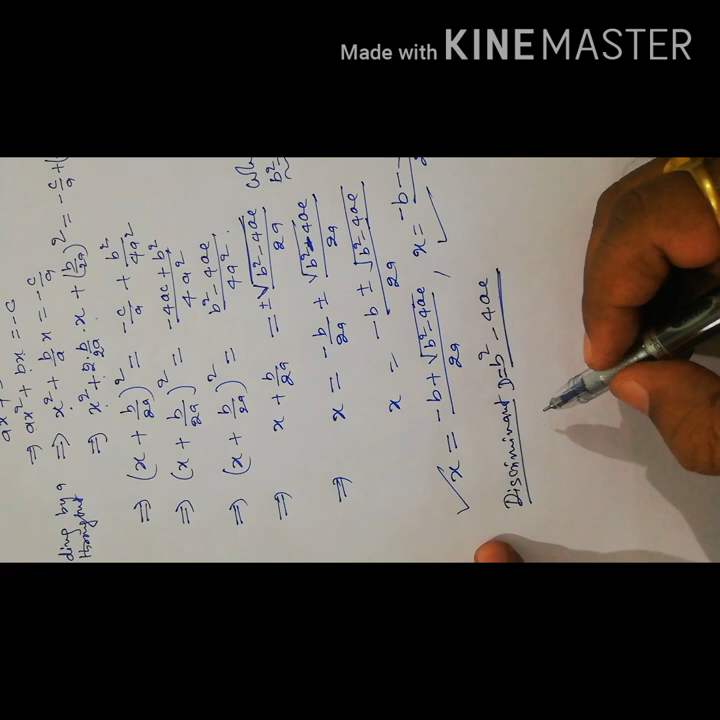 Made with KINEMASTER
⇒ ax² + bx = -c
⇒ x² + b/a x = -c/a
⇒ x² + 2·b/2a·x + (b/2a)² = -c/a +
⇒ (x + b/2a)² = -c/a + b²/4a²
⇒ (x + b/2a)² = -4ac + b²/4a²
⇒ (x + b/2a)² = b² - 4ac/4a²
⇒ x + b/2a = ±√b² - 4ac/2a
⇒ x = -b/2a ± √b² - 4ac/2a
x = -b ± √b² - 4ac/2a
✓ x = -b + √b² - 4ac/2a , x = -b -
Discriminant D = b² - 4ac